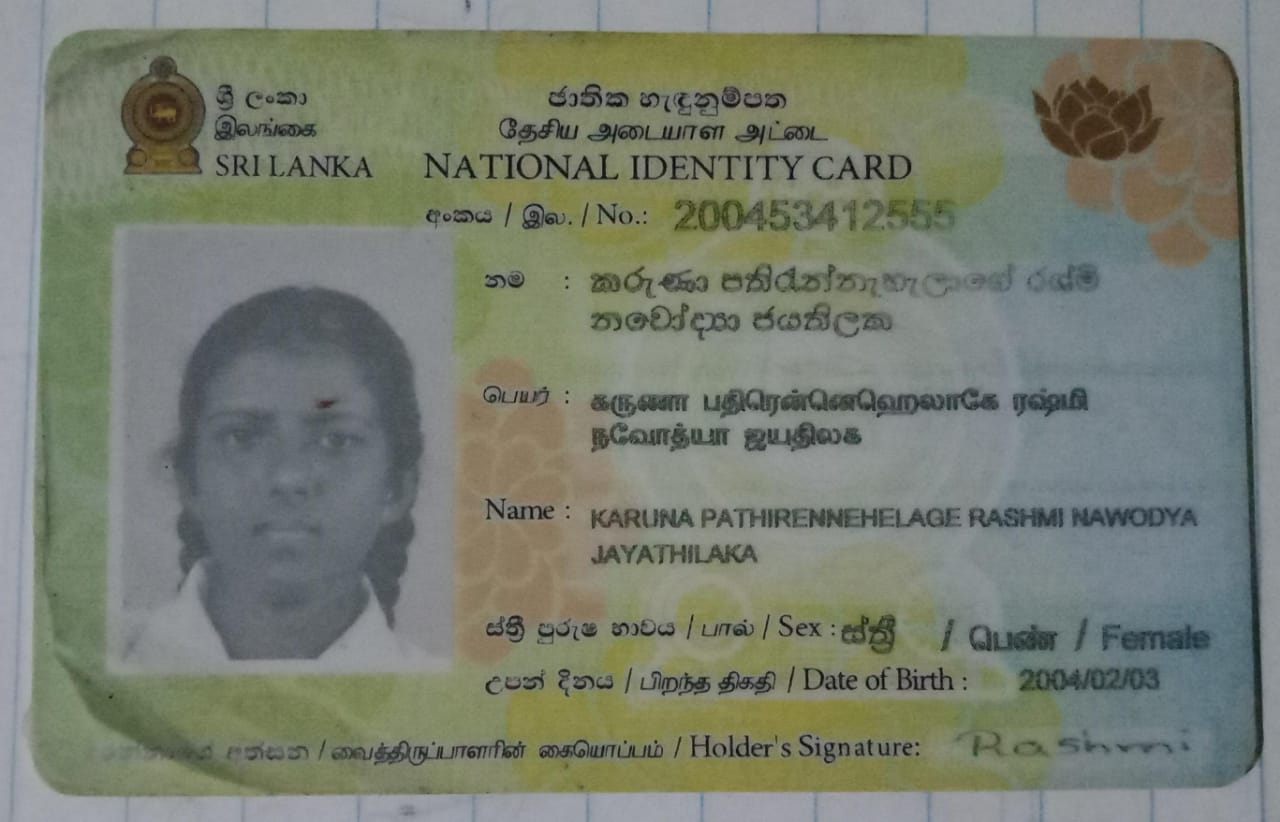 ශ්‍රී ලංකා
இலங்கை
SRI LANKA
ජාතික හැඳුනුම්පත
தேசிய அடையாள அட்டை
NATIONAL IDENTITY CARD
අංකය / இல. / No.: 200453412555
නම : කරුණා පතිරැන්නැහැලාගේ රශ්මි
නවෝද්‍යා ජයතිලක
பெயர் : கருணா பதிரென்னெஹெலாகே ரஷ்மி
நவோத்யா ஜயதிலக
Name : KARUNA PATHIRENNEHELAGE RASHMI NAWODYA
JAYATHILAKA
ස්ත්‍රී පුරුෂ භාවය / பால் / Sex : ස්ත්‍රී / பெண் / Female
උපන් දිනය / பிறந்த திகதி / Date of Birth : 2004/02/03
අත්සන / வைத்திருப்பாளரின் கையொப்பம் / Holder's Signature: Rashmi